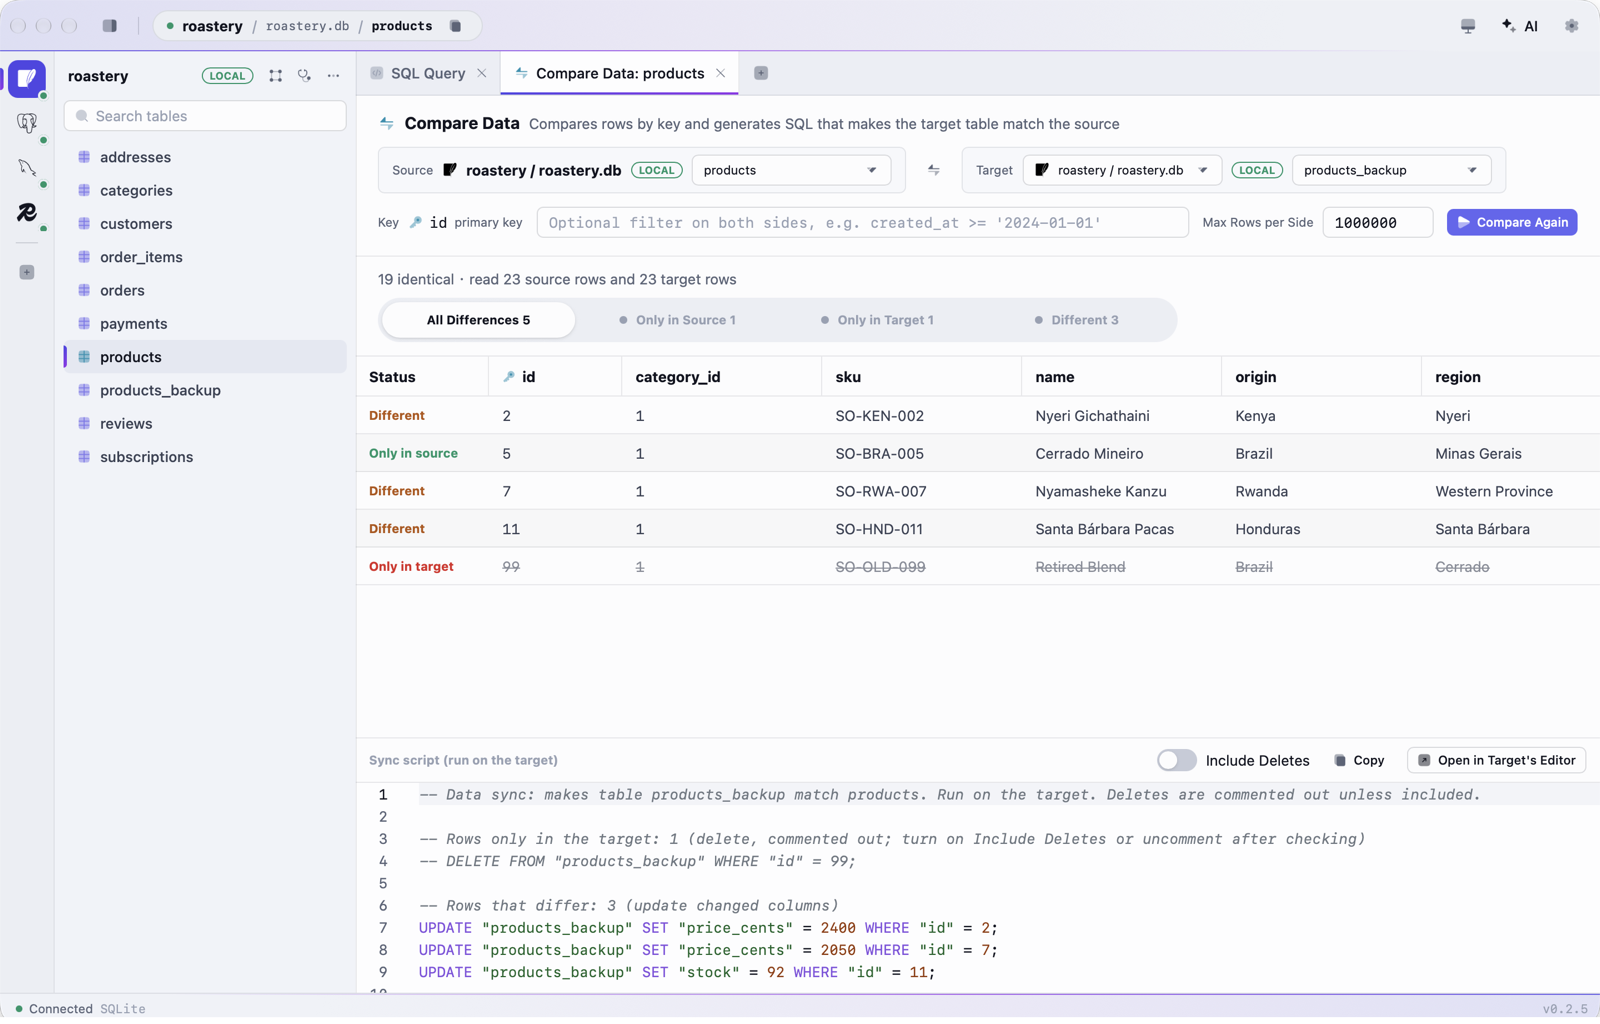 roastery / roastery.db / products
AI
roastery LOCAL
Search tables
addresses
categories
customers
order_items
orders
payments
products
products_backup
reviews
subscriptions
SQL Query
Compare Data: products
Compare Data Compares rows by key and generates SQL that makes the target table match the source
Source roastery / roastery.db LOCAL products
Target roastery / roastery.db LOCAL products_backup
Key id primary key Optional filter on both sides, e.g. created_at >= '2024-01-01' Max Rows per Side 1000000 Compare Again
19 identical · read 23 source rows and 23 target rows
All Differences 5 Only in Source 1 Only in Target 1 Different 3
Status id category_id sku name origin region
Different 2 1 SO-KEN-002 Nyeri Gichathaini Kenya Nyeri
Only in source 5 1 SO-BRA-005 Cerrado Mineiro Brazil Minas Gerais
Different 7 1 SO-RWA-007 Nyamasheke Kanzu Rwanda Western Province
Different 11 1 SO-HND-011 Santa Bárbara Pacas Honduras Santa Bárbara
Only in target 99 1 SO-OLD-099 Retired Blend Brazil Cerrado
Sync script (run on the target) Include Deletes Copy Open in Target's Editor
1 -- Data sync: makes table products_backup match products. Run on the target. Deletes are commented out unless included.
2
3 -- Rows only in the target: 1 (delete, commented out; turn on Include Deletes or uncomment after checking)
4 -- DELETE FROM "products_backup" WHERE "id" = 99;
5
6 -- Rows that differ: 3 (update changed columns)
7 UPDATE "products_backup" SET "price_cents" = 2400 WHERE "id" = 2;
8 UPDATE "products_backup" SET "price_cents" = 2050 WHERE "id" = 7;
9 UPDATE "products_backup" SET "stock" = 92 WHERE "id" = 11;
Connected SQLite
v0.2.5